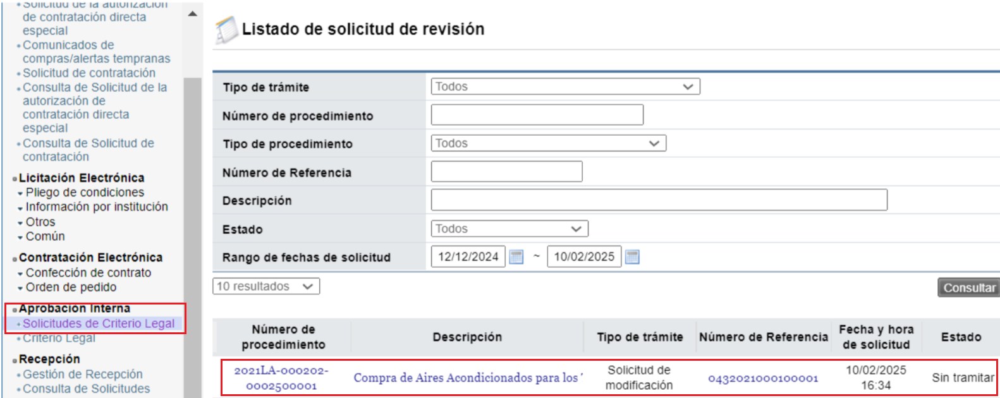 Solicitud de la autorización
de contratación directa
especial
Comunicados de
compras/alertas tempranas
Solicitud de contratación
Consulta de Solicitud de la
autorización de
contratación directa
especial
Consulta de Solicitud de
contratación
Licitación Electrónica
Pliego de condiciones
Información por institución
Otros
Común
Contratación Electrónica
Confección de contrato
Orden de pedido
Aprobación Interna
Solicitudes de Criterio Legal
Criterio Legal
Recepción
Gestión de Recepción
Consulta de Solicitudes
Listado de solicitud de revisión
Tipo de trámite Todos
Número de procedimiento
Tipo de procedimiento Todos
Número de Referencia
Descripción
Estado Todos
Rango de fechas de solicitud 12/12/2024 ~ 10/02/2025
10 resultados Consultar
Número de procedimiento Descripción Tipo de trámite Número de Referencia Fecha y hora de solicitud Estado
2021LA-000202-0002500001 Compra de Aires Acondicionados para los Solicitud de modificación 0432021000100001 10/02/2025 16:34 Sin tramitar